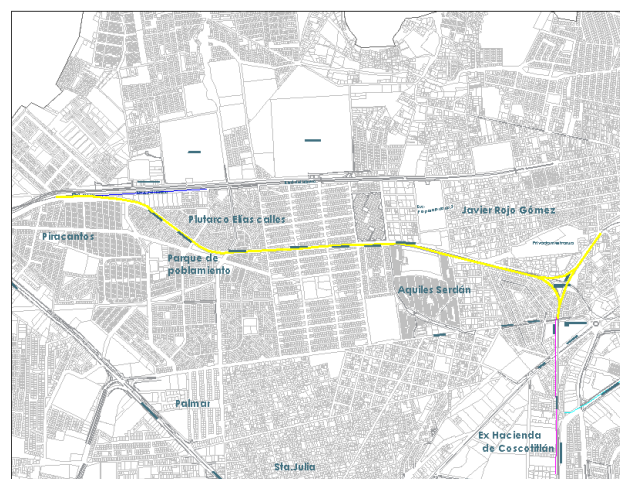 Plutarco Elías calles
Javier Rojo Gómez
Piracantos
Parque de
poblamiento
Aquiles Serdán
Palmar
Ex Hacienda
de Coscotitlán
Sta.Julia